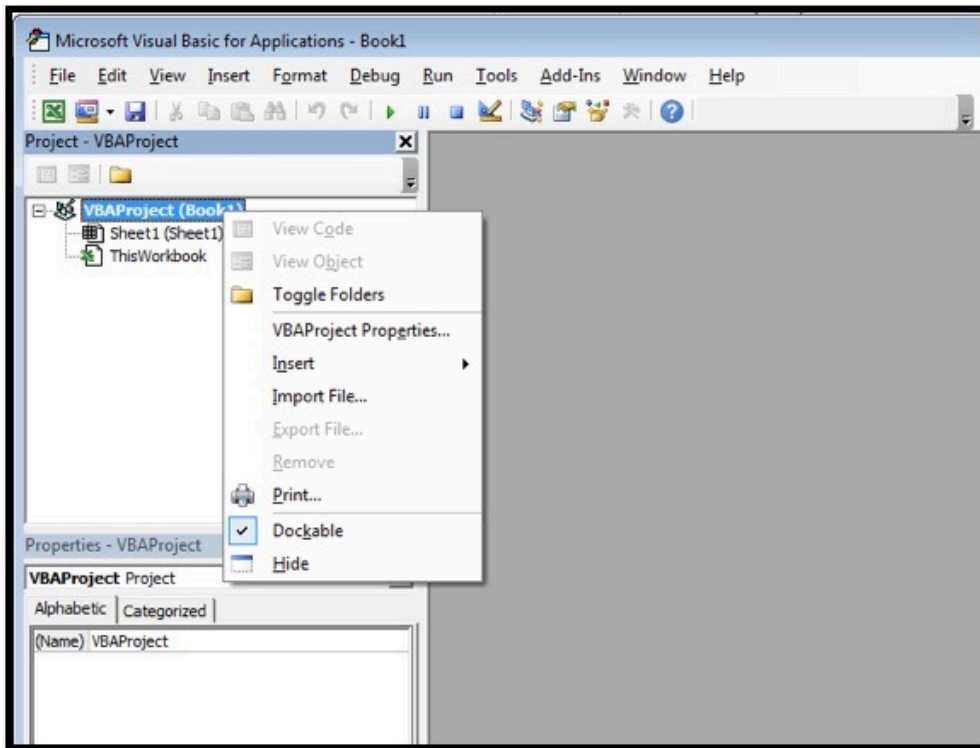 Microsoft Visual Basic for Applications - Book1
File Edit View Insert Format Debug Run Tools Add-Ins Window Help
Project - VBAProject
VBAProject (Book1)
Sheet1 (Sheet1)
ThisWorkbook
View Code
View Object
Toggle Folders
VBAProject Properties...
Insert
Import File...
Export File...
Remove
Print...
Dockable
Hide
Properties - VBAProject
VBAProject Project
Alphabetic Categorized
(Name) VBAProject